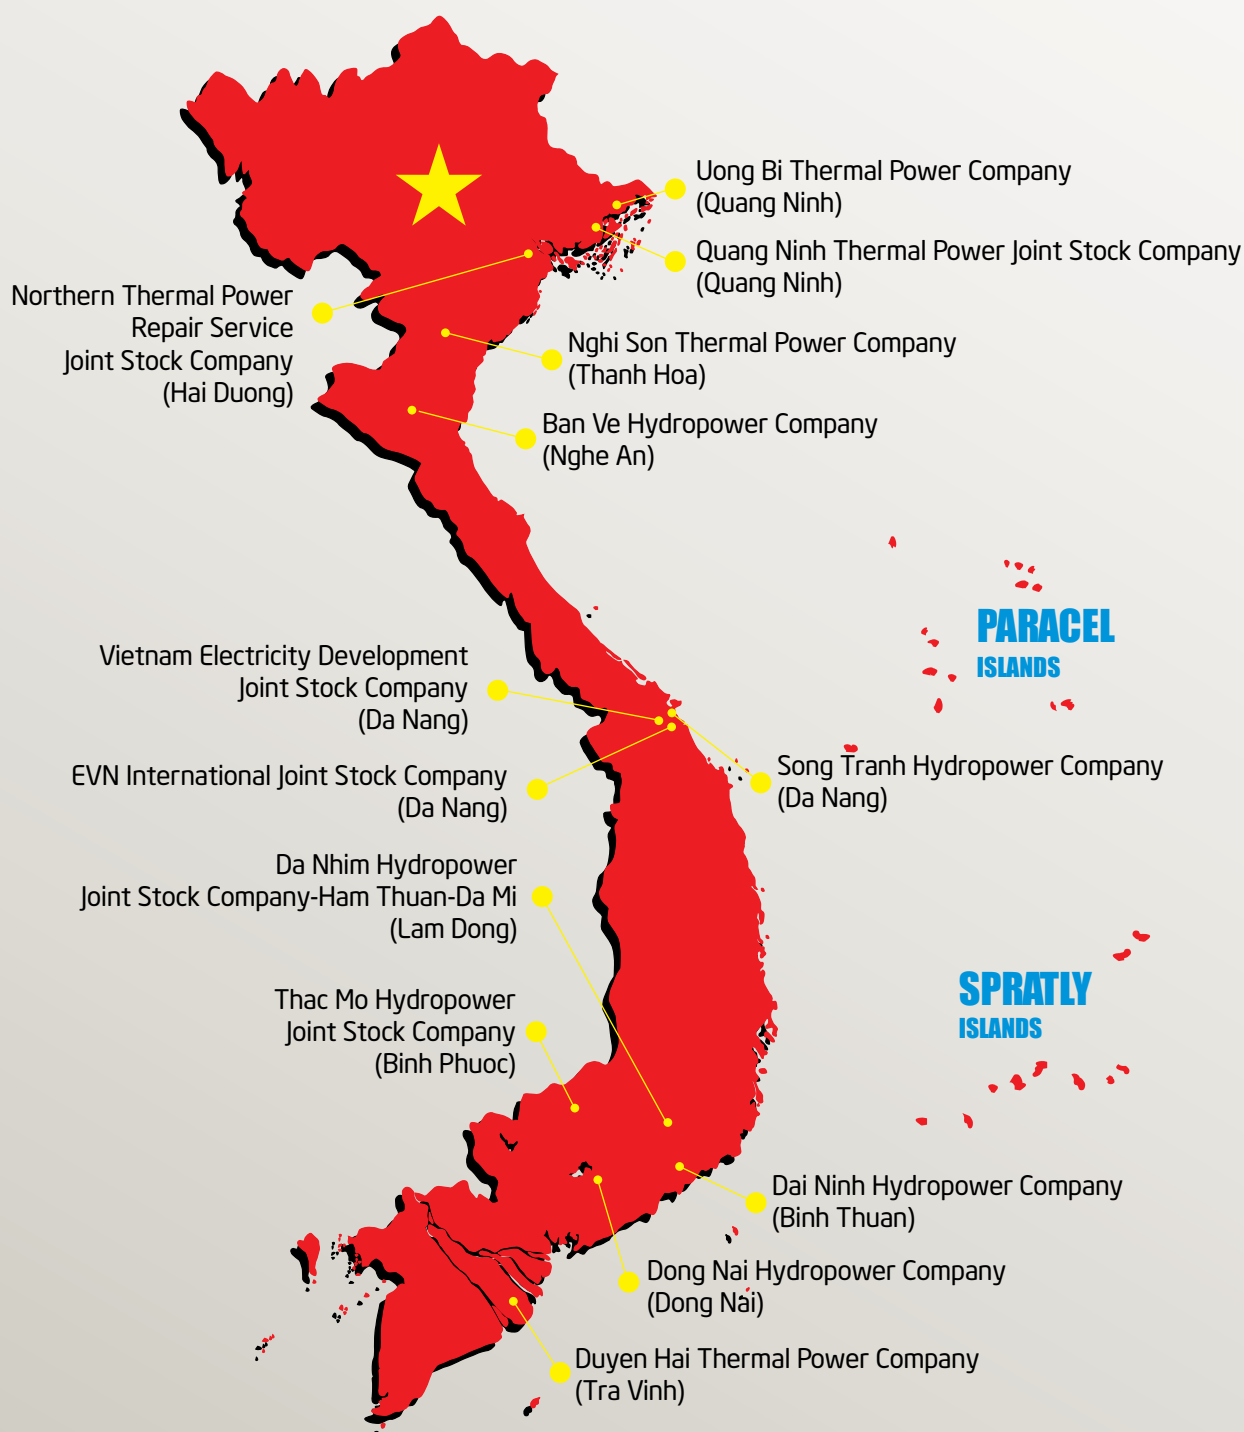 Uong Bi Thermal Power Company
(Quang Ninh)
Quang Ninh Thermal Power Joint Stock Company
(Quang Ninh)
Northern Thermal Power
Repair Service
Joint Stock Company
(Hai Duong)
Nghi Son Thermal Power Company
(Thanh Hoa)
Ban Ve Hydropower Company
(Nghe An)
PARACEL
ISLANDS
Vietnam Electricity Development
Joint Stock Company
(Da Nang)
EVN International Joint Stock Company
(Da Nang)
Song Tranh Hydropower Company
(Da Nang)
Da Nhim Hydropower
Joint Stock Company-Ham Thuan-Da Mi
(Lam Dong)
Thac Mo Hydropower
Joint Stock Company
(Binh Phuoc)
SPRATLY
ISLANDS
Dai Ninh Hydropower Company
(Binh Thuan)
Dong Nai Hydropower Company
(Dong Nai)
Duyen Hai Thermal Power Company
(Tra Vinh)